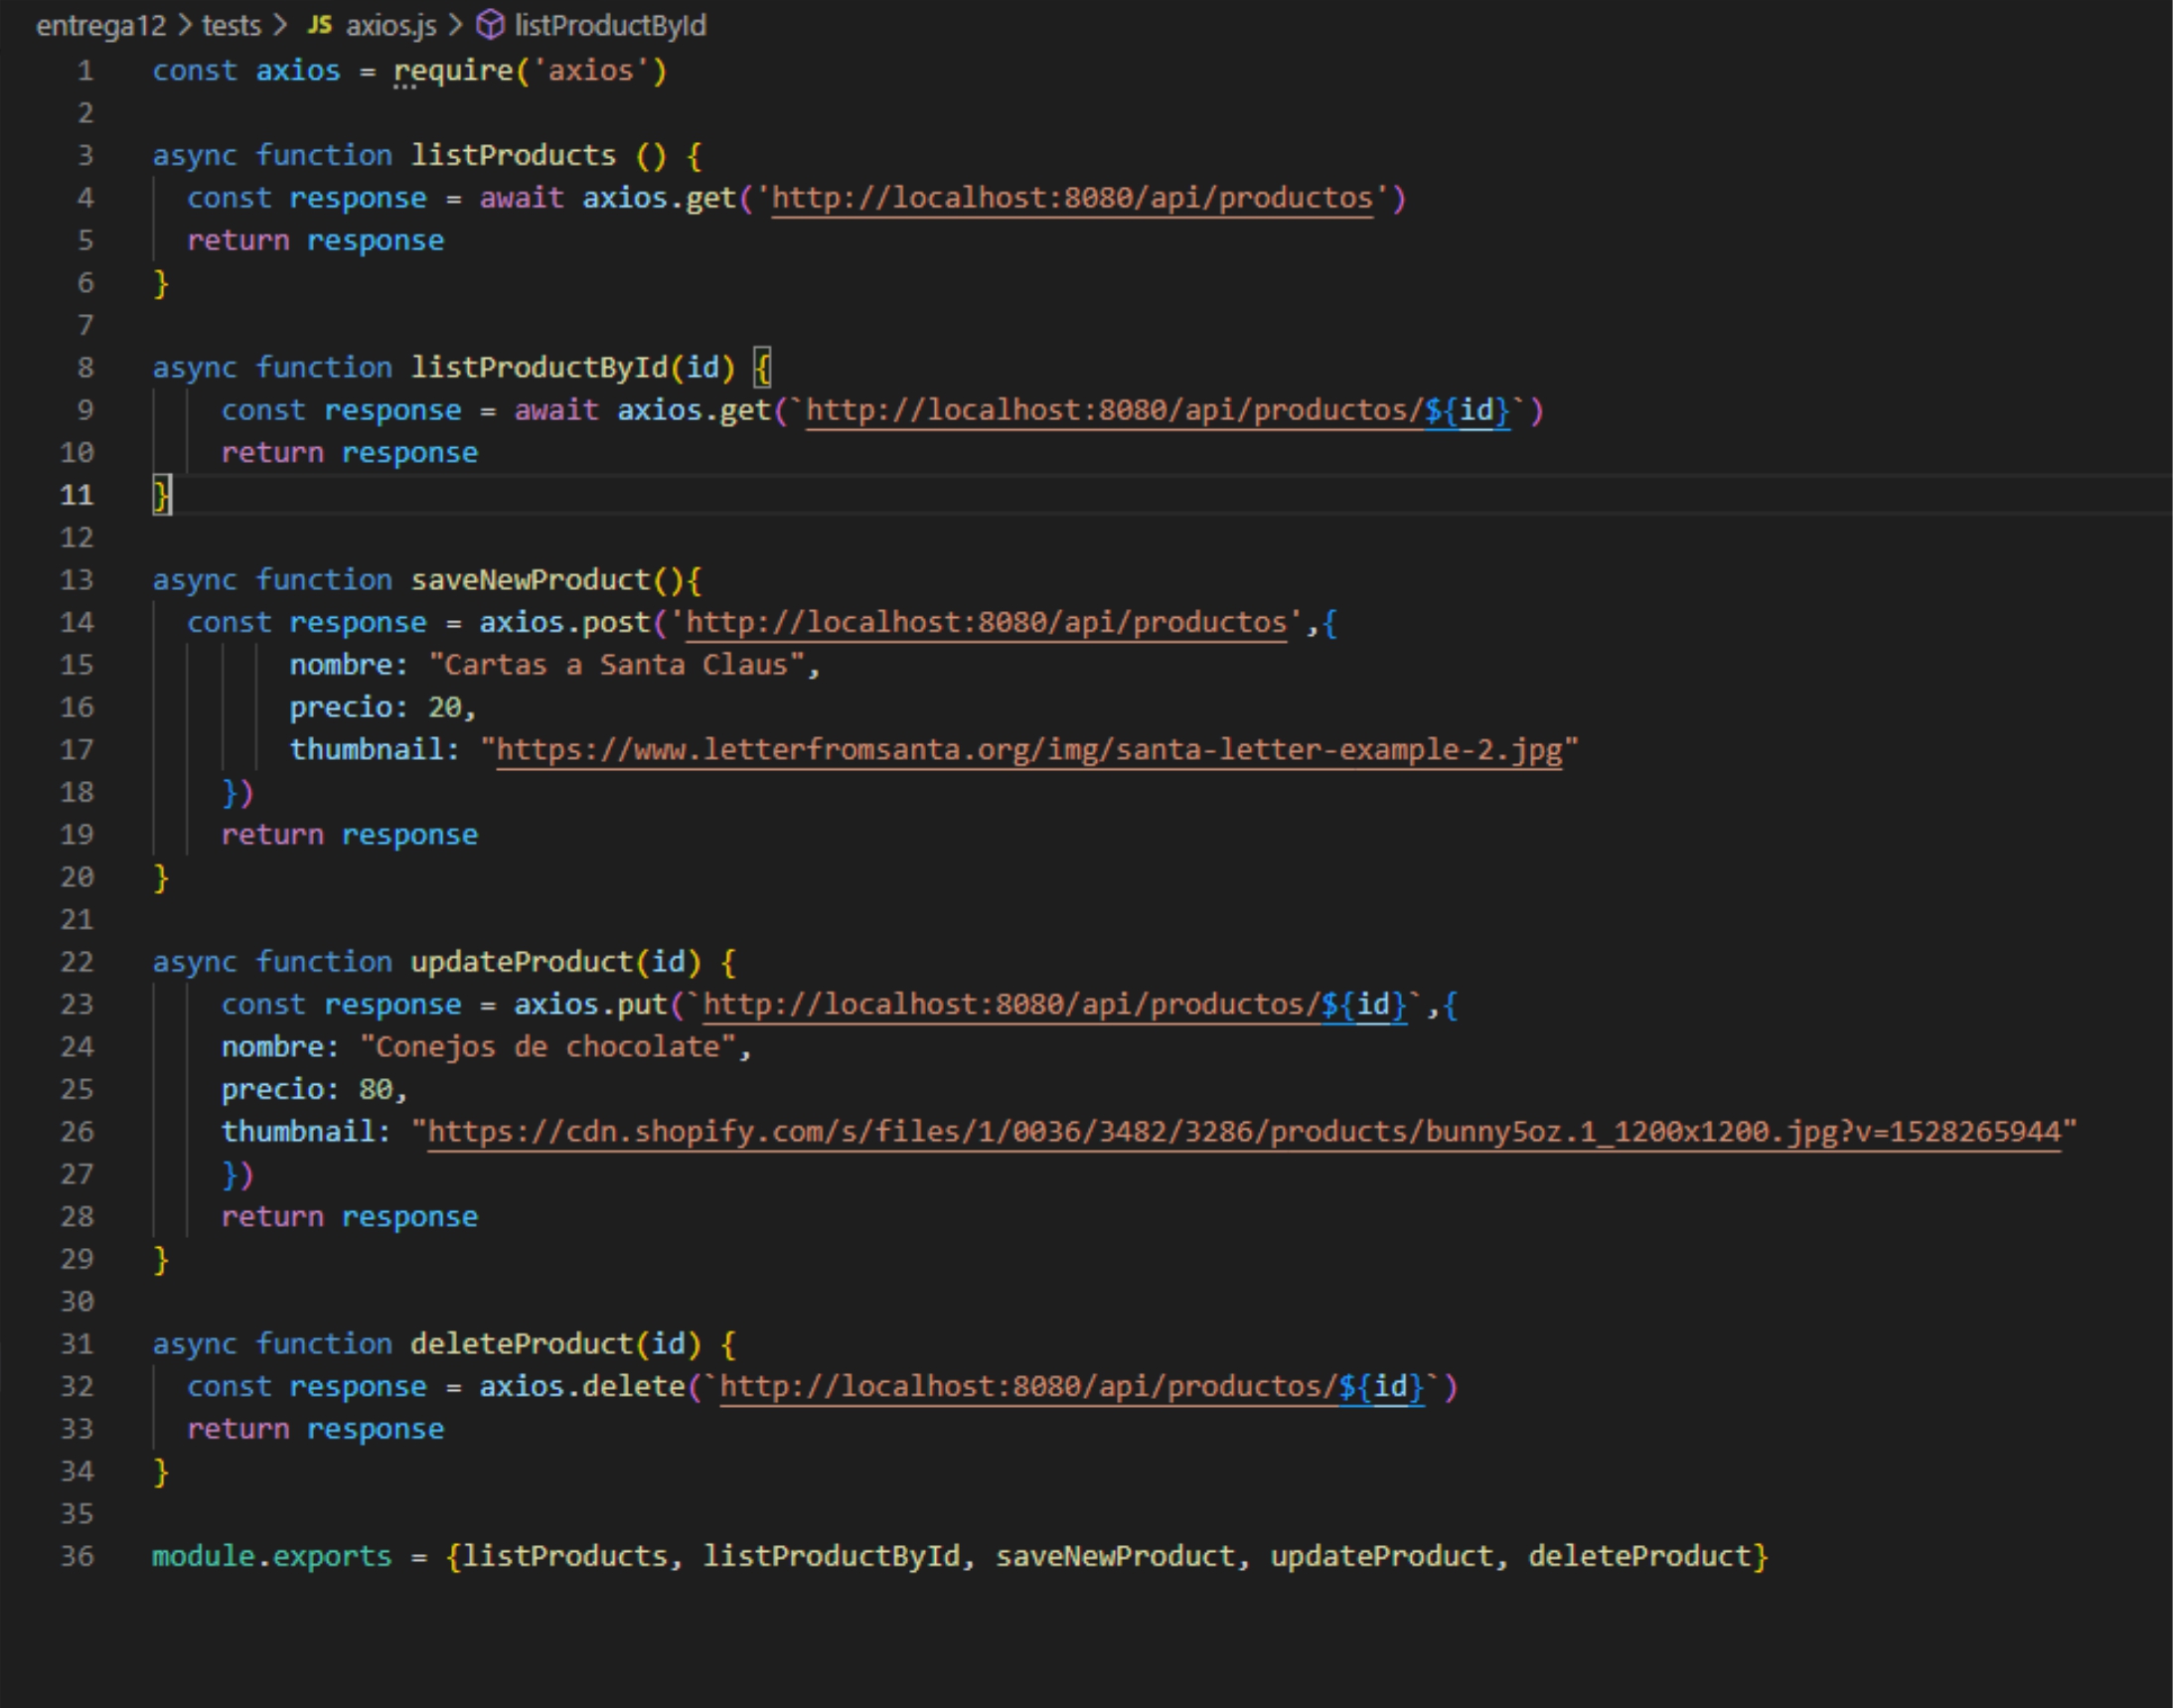 entrega12 > tests > JS axios.js > listProductById
1 const axios = require('axios')
2
3 async function listProducts () {
4   const response = await axios.get('http://localhost:8080/api/productos')
5   return response
6 }
7
8 async function listProductById(id) {
9     const response = await axios.get(`http://localhost:8080/api/productos/${id}`)
10     return response
11 }
12
13 async function saveNewProduct(){
14   const response = axios.post('http://localhost:8080/api/productos',{
15         nombre: "Cartas a Santa Claus",
16         precio: 20,
17         thumbnail: "https://www.letterfromsanta.org/img/santa-letter-example-2.jpg"
18     })
19     return response
20 }
21
22 async function updateProduct(id) {
23     const response = axios.put(`http://localhost:8080/api/productos/${id}`,{
24     nombre: "Conejos de chocolate",
25     precio: 80,
26     thumbnail: "https://cdn.shopify.com/s/files/1/0036/3482/3286/products/bunny5oz.1_1200x1200.jpg?v=1528265944"
27     })
28     return response
29 }
30
31 async function deleteProduct(id) {
32   const response = axios.delete(`http://localhost:8080/api/productos/${id}`)
33   return response
34 }
35
36 module.exports = {listProducts, listProductById, saveNewProduct, updateProduct, deleteProduct}